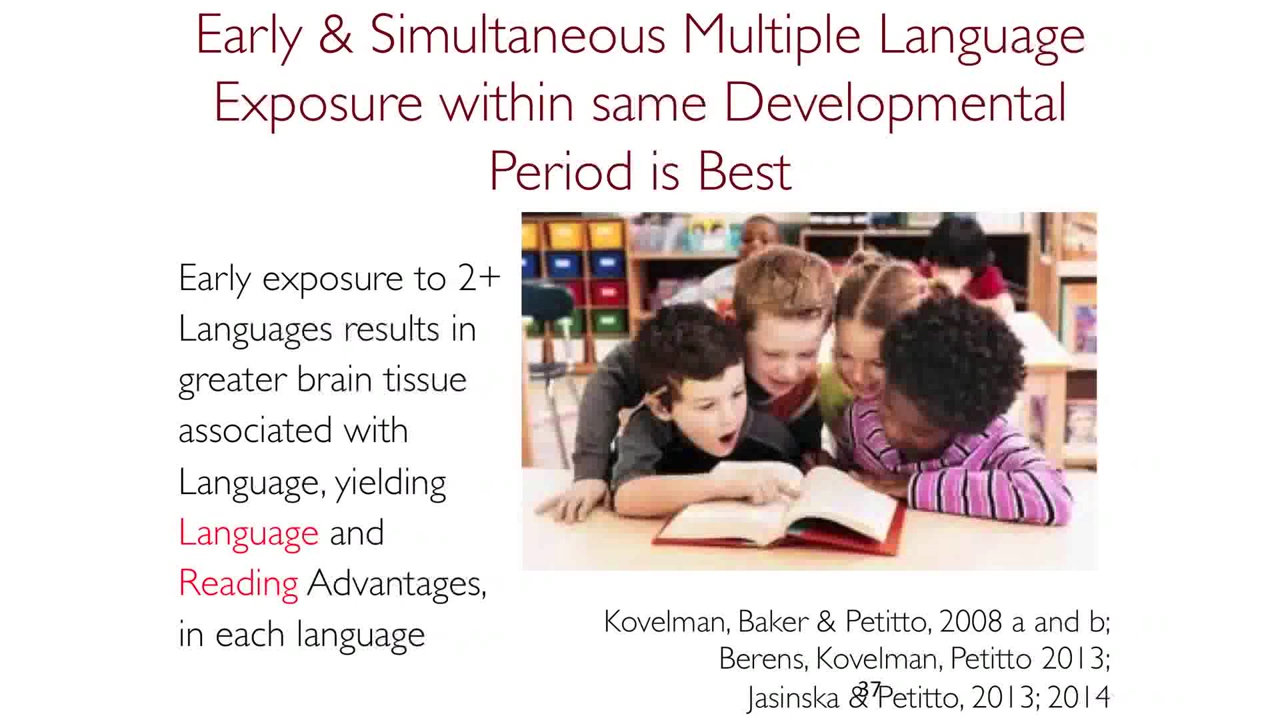 Early & Simultaneous Multiple Language
Exposure within same Developmental
Period is Best
Early exposure to 2+
Languages results in
greater brain tissue
associated with
Language, yielding
Language and
Reading Advantages,
in each language
Kovelman, Baker & Petitto, 2008 a and b;
Berens, Kovelman, Petitto 2013;
Jasinska & Petitto, 2013; 2014
37